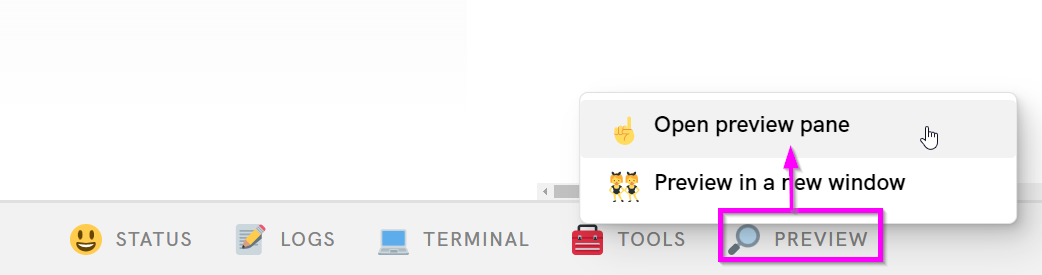 Open preview pane
Preview in a new window
STATUS LOGS TERMINAL TOOLS PREVIEW